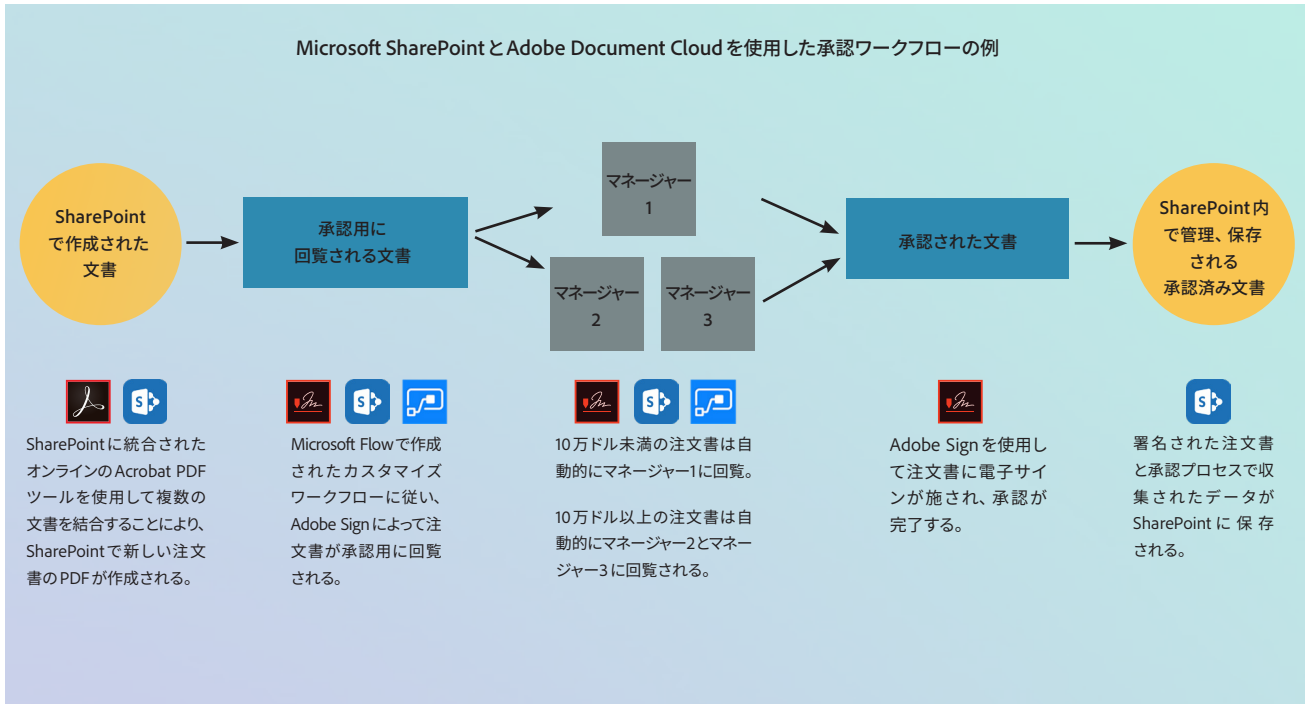 Microsoft SharePointとAdobe Document Cloudを使用した承認ワークフローの例
SharePoint
で作成された
文書
承認用に
回覧される文書
マネージャー
1
マネージャー
2
マネージャー
3
承認された文書
SharePoint内
で管理、保存
される
承認済み文書
SharePointに統合された
オンラインのAcrobat PDF
ツールを使用して複数の
文書を結合することにより、
SharePointで新しい注文
書のPDFが作成される。
Microsoft Flowで作成
されたカスタマイズ
ワークフローに従い、
Adobe Signによって注
文書が承認用に回覧
される。
10万ドル未満の注文書は自
動的にマネージャー1に回覧。
10万ドル以上の注文書は自
動的にマネージャー2とマネー
ジャー3に回覧される。
Adobe Signを使用し
て注文書に電子サイ
ンが施され、承認が
完了する。
署名された注文書
と承認プロセスで収
集されたデータが
SharePointに保存
される。